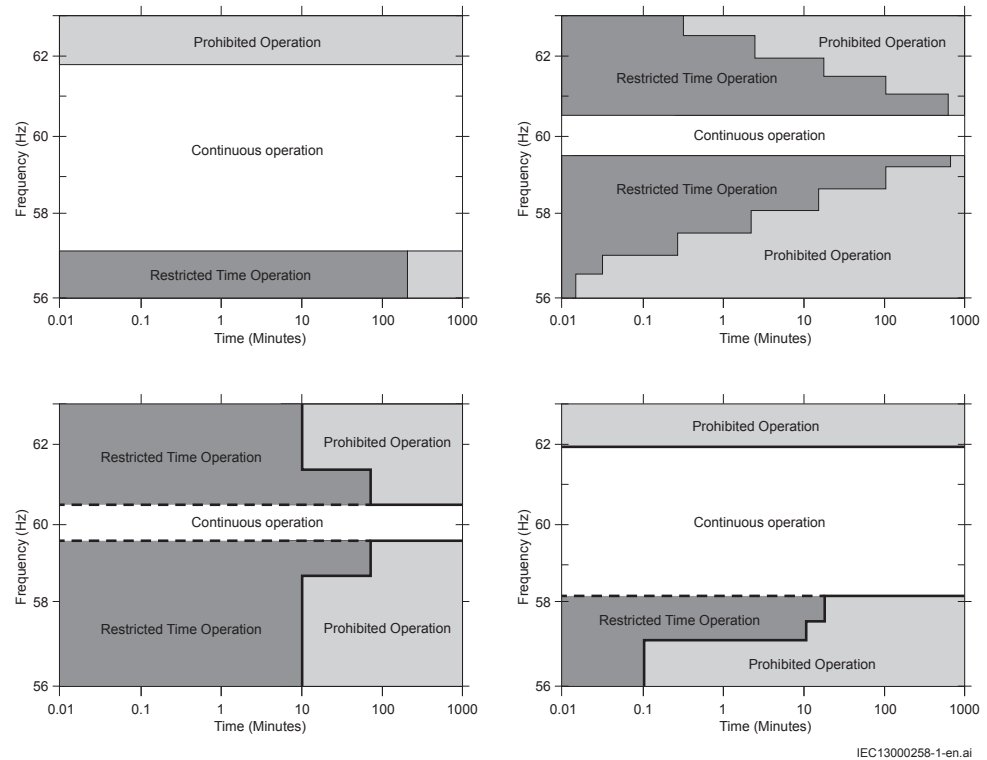 Prohibited Operation
Continuous operation
Restricted Time Operation
Frequency (Hz)
62
60
58
56
0.01 0.1 1 10 100 1000
Time (Minutes)
Prohibited Operation
Restricted Time Operation
Continuous operation
Restricted Time Operation
Prohibited Operation
Frequency (Hz)
62
60
58
56
0.01 0.1 1 10 100 1000
Time (Minutes)
Prohibited Operation
Restricted Time Operation
Continuous operation
Restricted Time Operation
Prohibited Operation
Frequency (Hz)
62
60
58
56
0.01 0.1 1 10 100 1000
Time (Minutes)
Prohibited Operation
Continuous operation
Restricted Time Operation
Prohibited Operation
Frequency (Hz)
62
60
58
56
0.01 0.1 1 10 100 1000
Time (Minutes)
IEC13000258-1-en.ai